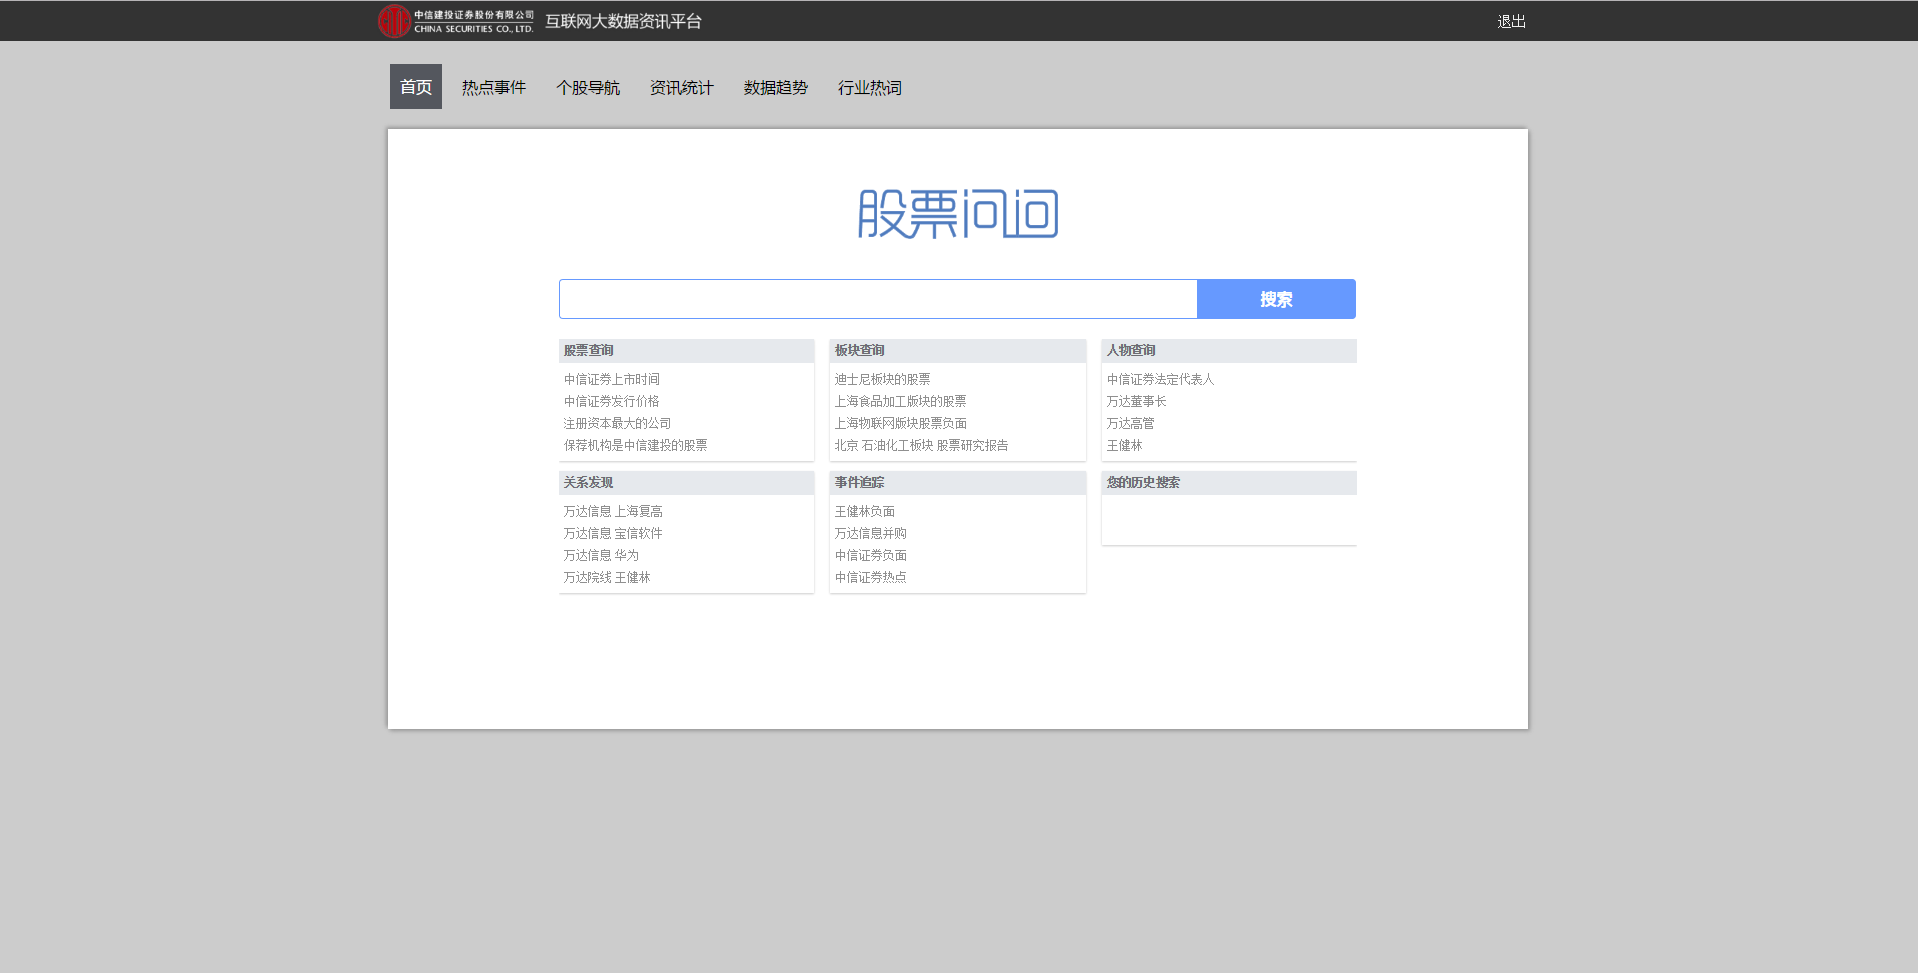 中信建投证券股份有限公司
CHINA SECURITIES CO., LTD.
互联网大数据资讯平台
退出
首页 热点事件 个股导航 资讯统计 数据趋势 行业热词
股票问问
搜索
股票查询
中信证券上市时间
中信证券发行价格
注册资本最大的公司
保荐机构是中信建投的股票
板块查询
迪士尼板块的股票
上海食品加工版块的股票
上海物联网版块股票负面
北京 石油化工板块 股票研究报告
人物查询
中信证券法定代表人
万达董事长
万达高管
王健林
关系发现
万达信息 上海复高
万达信息 宝信软件
万达信息 华为
万达院线 王健林
事件追踪
王健林负面
万达信息并购
中信证券负面
中信证券热点
您的历史搜索